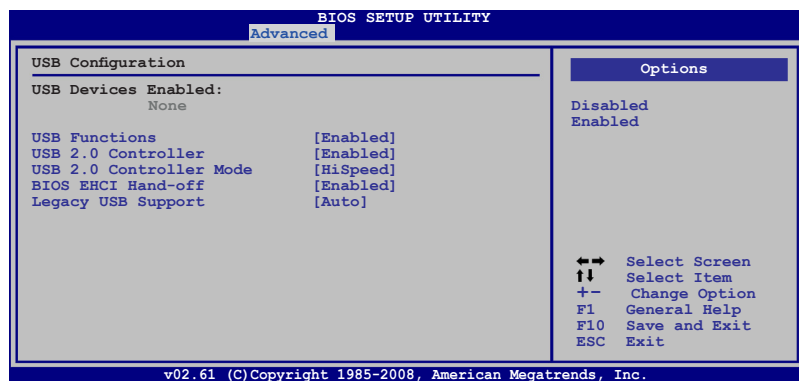 BIOS SETUP UTILITY
Advanced
USB Configuration
USB Devices Enabled:
None
USB Functions [Enabled]
USB 2.0 Controller [Enabled]
USB 2.0 Controller Mode [HiSpeed]
BIOS EHCI Hand-off [Enabled]
Legacy USB Support [Auto]
Options
Disabled
Enabled
←→ Select Screen
↑↓ Select Item
+- Change Option
F1 General Help
F10 Save and Exit
ESC Exit
v02.61 (C)Copyright 1985-2008, American Megatrends, Inc.